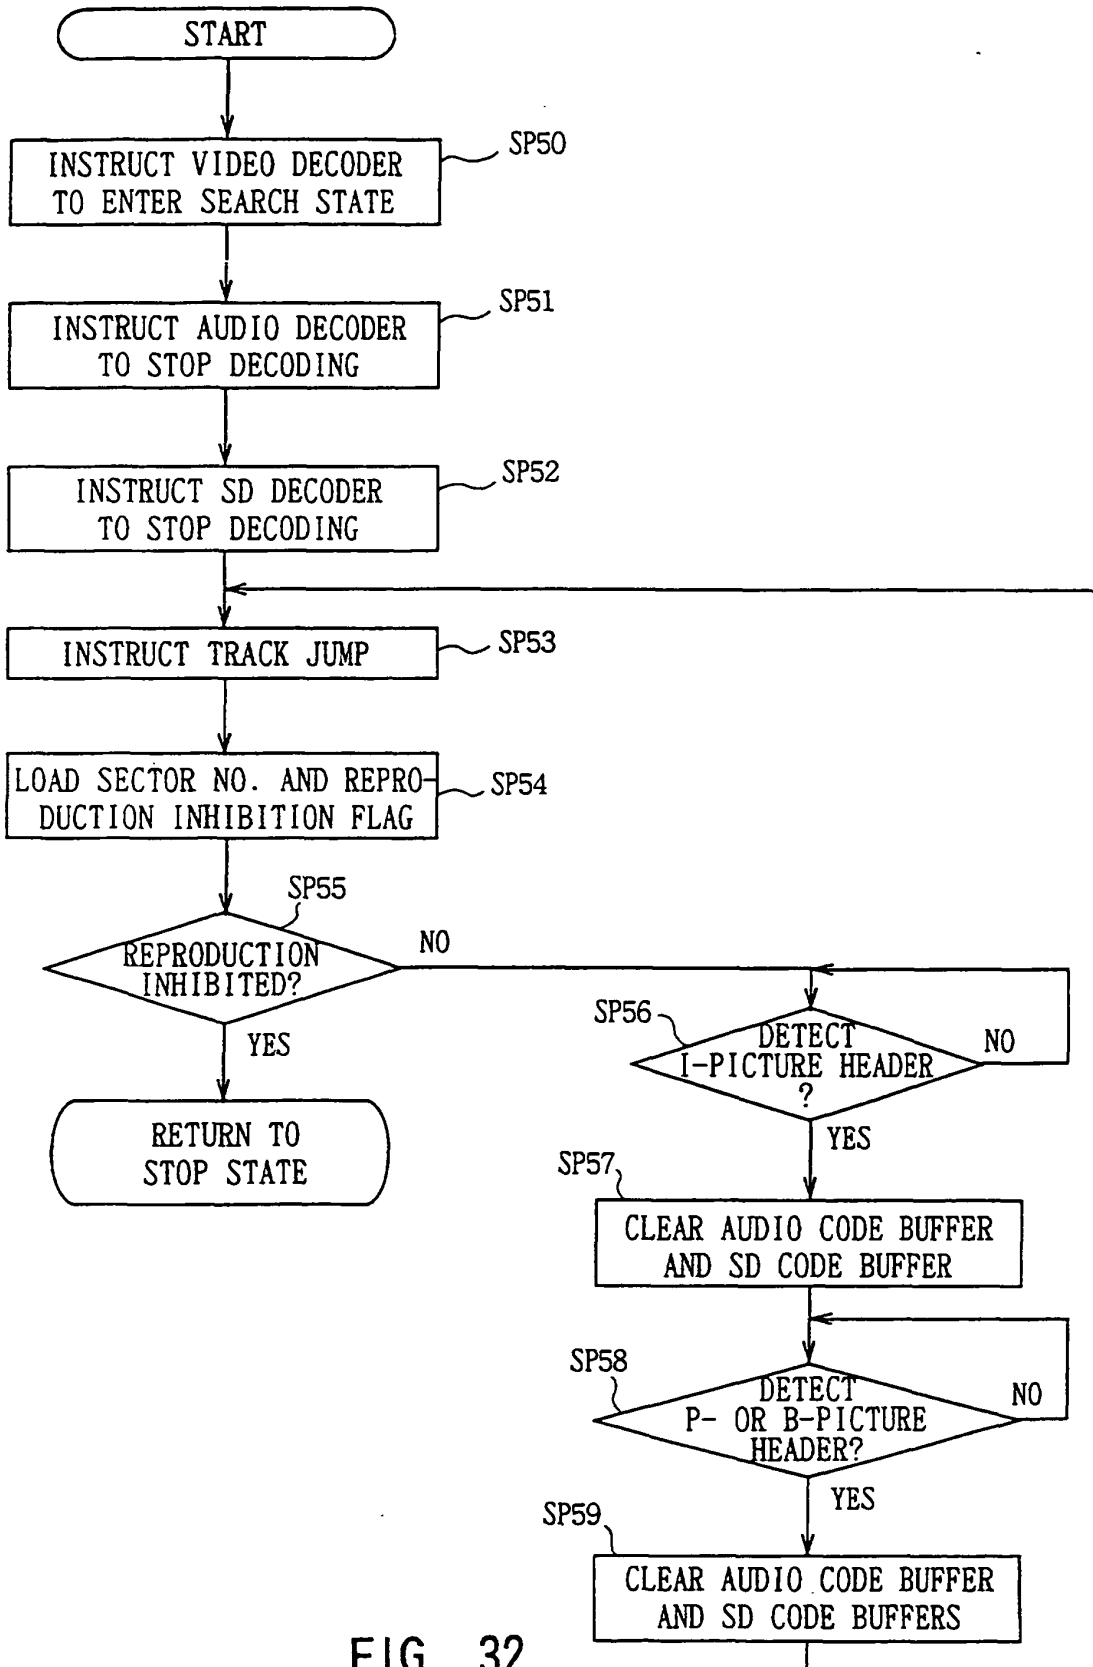 START
SP50
INSTRUCT VIDEO DECODER
TO ENTER SEARCH STATE
SP51
INSTRUCT AUDIO DECODER
TO STOP DECODING
SP52
INSTRUCT SD DECODER
TO STOP DECODING
INSTRUCT TRACK JUMP
SP53
LOAD SECTOR NO. AND REPRO-
DUCTION INHIBITION FLAG
SP54
SP55
REPRODUCTION
INHIBITED?
NO
YES
RETURN TO
STOP STATE
SP56
DETECT
I-PICTURE HEADER
?
NO
YES
SP57
CLEAR AUDIO CODE BUFFER
AND SD CODE BUFFER
SP58
DETECT
P- OR B-PICTURE
HEADER?
NO
YES
SP59
CLEAR AUDIO CODE BUFFER
AND SD CODE BUFFERS
FIG. 32